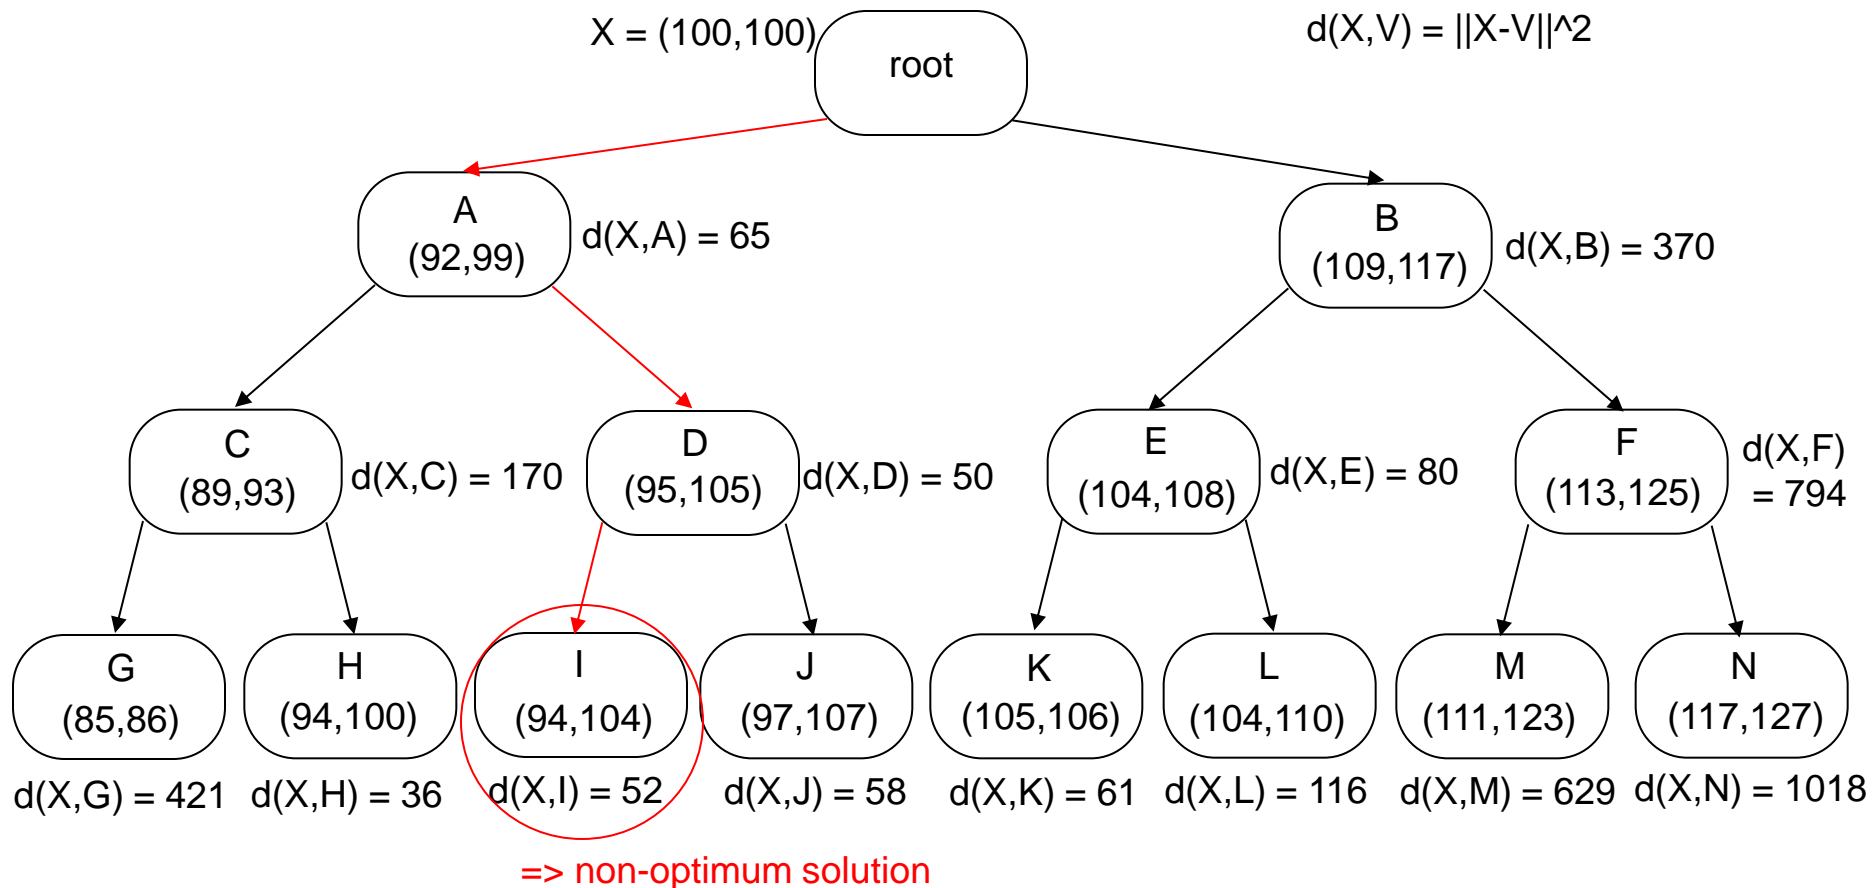 X = (100,100)
root
d(X,V) = ||X-V||^2
A
(92,99)
d(X,A) = 65
B
(109,117)
d(X,B) = 370
C
(89,93)
d(X,C) = 170
D
(95,105)
d(X,D) = 50
E
(104,108)
d(X,E) = 80
F
(113,125)
d(X,F)
= 794
G
(85,86)
H
(94,100)
I
(94,104)
J
(97,107)
K
(105,106)
L
(104,110)
M
(111,123)
N
(117,127)
d(X,G) = 421
d(X,H) = 36
d(X,I) = 52
d(X,J) = 58
d(X,K) = 61
d(X,L) = 116
d(X,M) = 629
d(X,N) = 1018
=> non-optimum solution